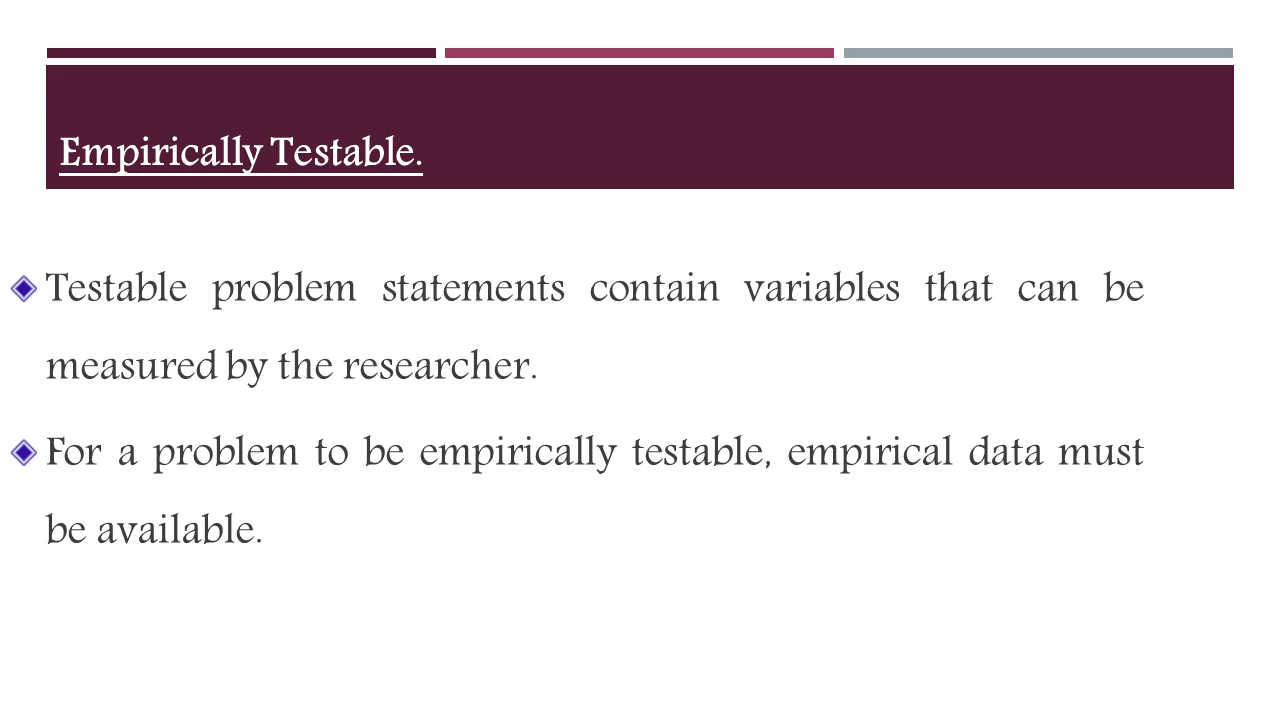 Empirically Testable.
Testable problem statements contain variables that can be
measured by the researcher.
For a problem to be empirically testable, empirical data must
be available.